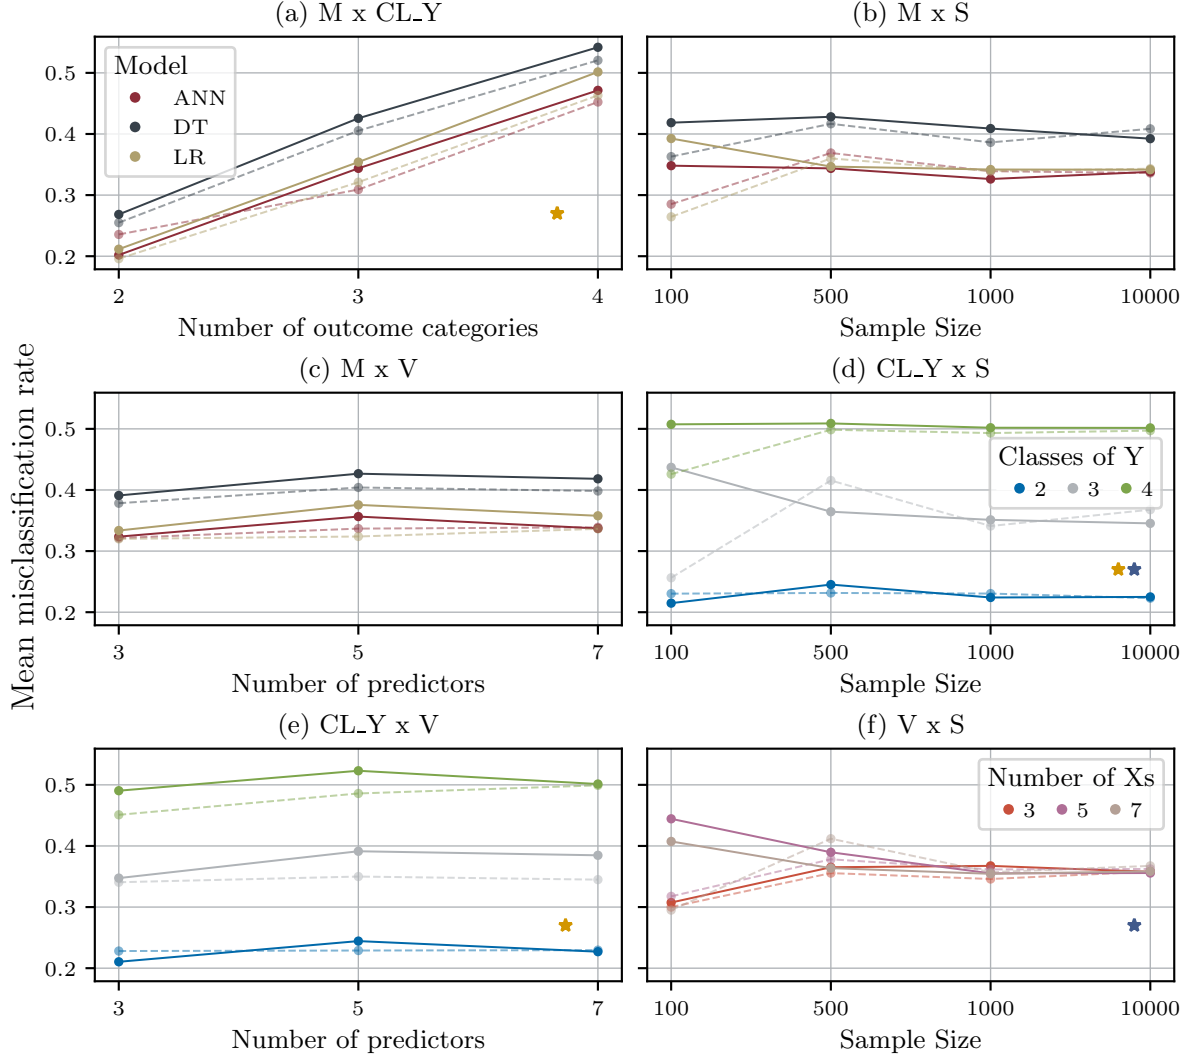 (a) M x CL_Y
0.5
0.4
0.3
0.2
Model
ANN
DT
LR
2
3
4
Number of outcome categories
(b) M x S
100
500
1000
10000
Sample Size
Mean misclassification rate
(c) M x V
0.5
0.4
0.3
0.2
3
5
7
Number of predictors
(d) CL_Y x S
Classes of Y
2 3 4
100
500
1000
10000
Sample Size
(e) CL_Y x V
0.5
0.4
0.3
0.2
3
5
7
Number of predictors
(f) V x S
Number of Xs
3 5 7
100
500
1000
10000
Sample Size